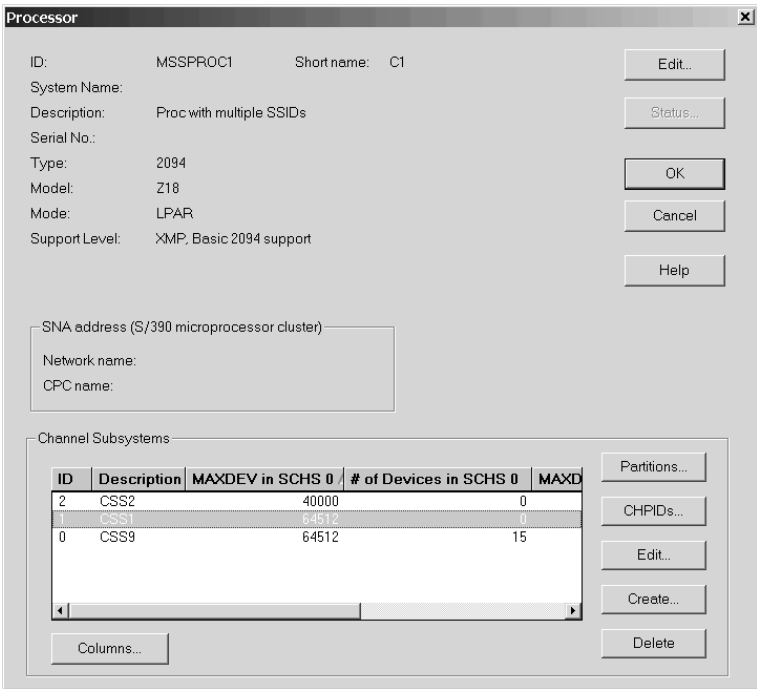 Processor
ID: MSSPROC1 Short name: C1
Edit...
System Name:
Description: Proc with multiple SSIDs
Status...
Serial No.:
Type: 2094
OK
Model: Z18
Mode: LPAR
Cancel
Support Level: XMP, Basic 2094 support
Help
SNA address (S/390 microprocessor cluster)
Network name:
CPC name:
Channel Subsystems
Partitions...
ID Description MAXDEV in SCHS 0 # of Devices in SCHS 0 MAXD
2 CSS2 40000 0
CHPIDs...
1 CSS1 64512 0
0 CSS9 64512 15
Edit...
Create...
Columns...
Delete